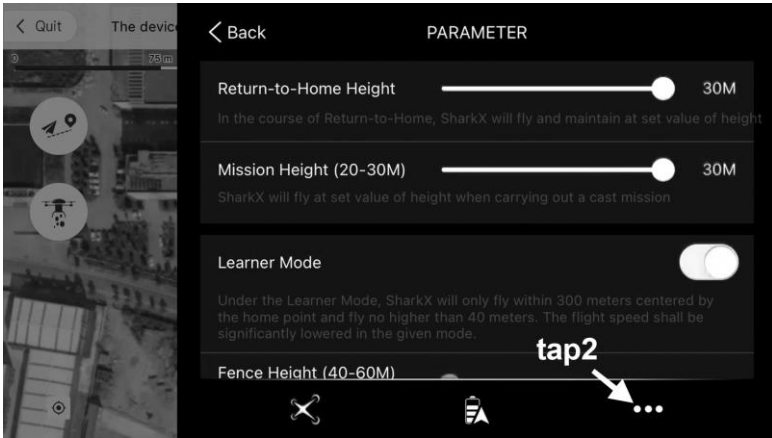 Quit
The device
0
75 m
Back
PARAMETER
Return-to-Home Height
30M
In the course of Return-to-Home, SharkX will fly and maintain at set value of height
Mission Height (20-30M)
30M
SharkX will fly at set value of height when carrying out a cast mission
Learner Mode
Under the Learner Mode, SharkX will only fly within 300 meters centered by
the home point and fly no higher than 40 meters. The flight speed shall be
significantly lowered in the given mode.
Fence Height (40-60M)
tap2